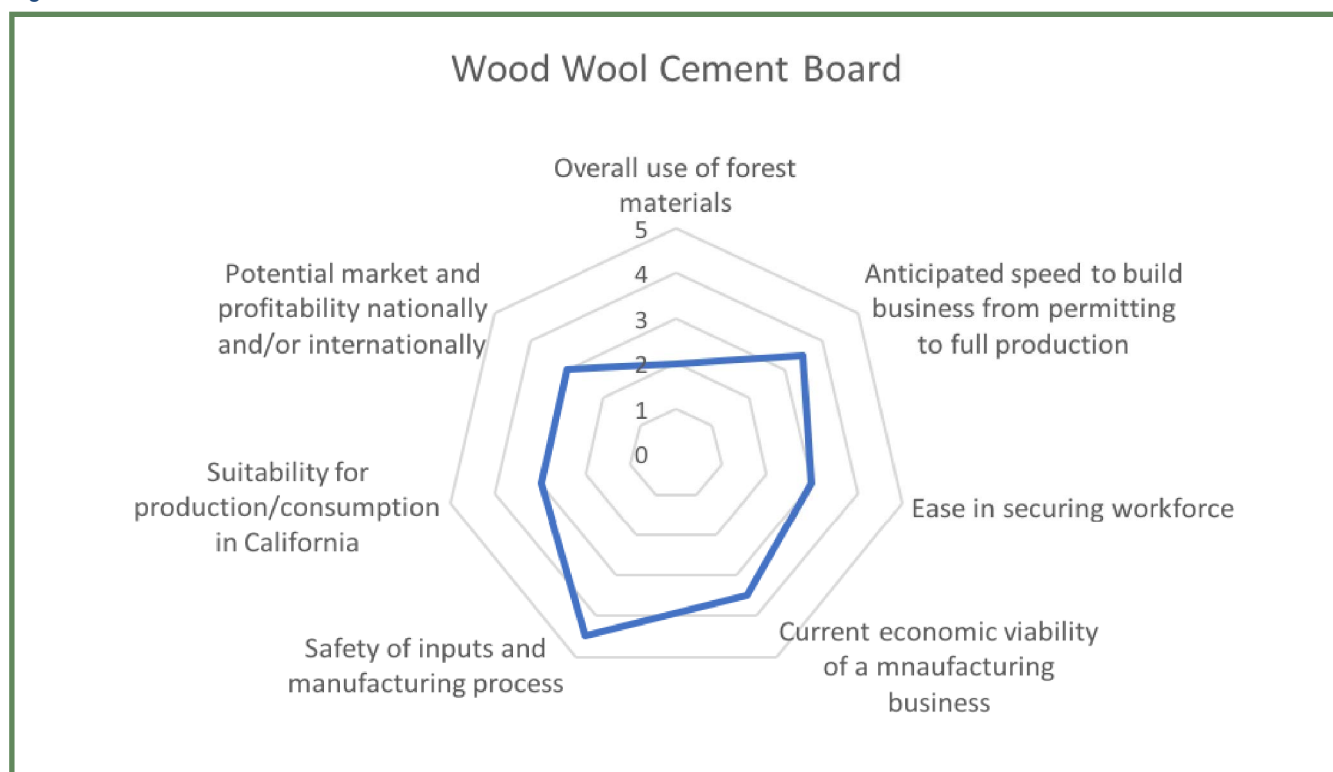 Wood Wool Cement Board
Overall use of forest
materials
5
4
3
2
1
0
Anticipated speed to build
business from permitting
to full production
Ease in securing workforce
Current economic viability
of a mnaufacturing
business
Safety of inputs and
manufacturing process
Suitability for
production/consumption
in California
Potential market and
profitability nationally
and/or internationally